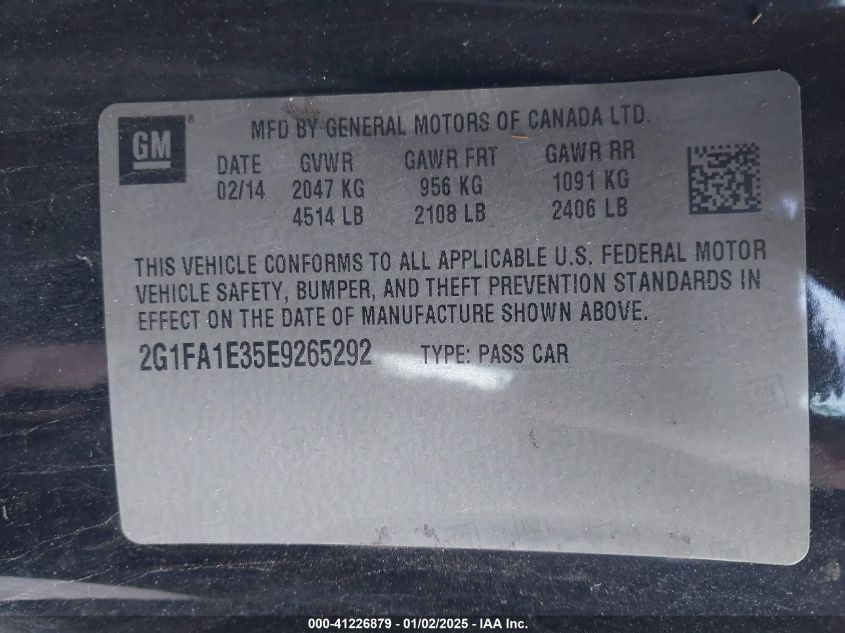 GM®
MFD BY GENERAL MOTORS OF CANADA LTD.
DATE GVWR GAWR FRT GAWR RR
02/14 2047 KG 956 KG 1091 KG
4514 LB 2108 LB 2406 LB
THIS VEHICLE CONFORMS TO ALL APPLICABLE U.S. FEDERAL MOTOR
VEHICLE SAFETY, BUMPER, AND THEFT PREVENTION STANDARDS IN
EFFECT ON THE DATE OF MANUFACTURE SHOWN ABOVE.
2G1FA1E35E9265292 TYPE: PASS CAR
000-41226879 - 01/02/2025 - IAA Inc.